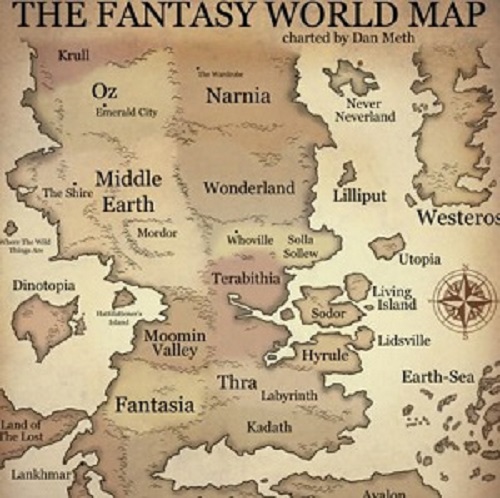 THE FANTASY WORLD MAP
charted by Dan Meth
Krull
The Wardrobe
Oz
Emerald City
Narnia
Never
Neverland
Middle
Earth
The Shire
Wonderland
Lilliput
Westeros
Mordor
Whoville
Solla
Sollew
Where The Wild
Things Are
Utopia
Terabithia
Dinotopia
Hattifattener's
Island
Living
Island
Sodor
Moomin
Valley
Lidsville
Hyrule
Thra
Labyrinth
Earth-Sea
Fantasia
Kadath
Land of
The Lost
Lankhmar
Avalon